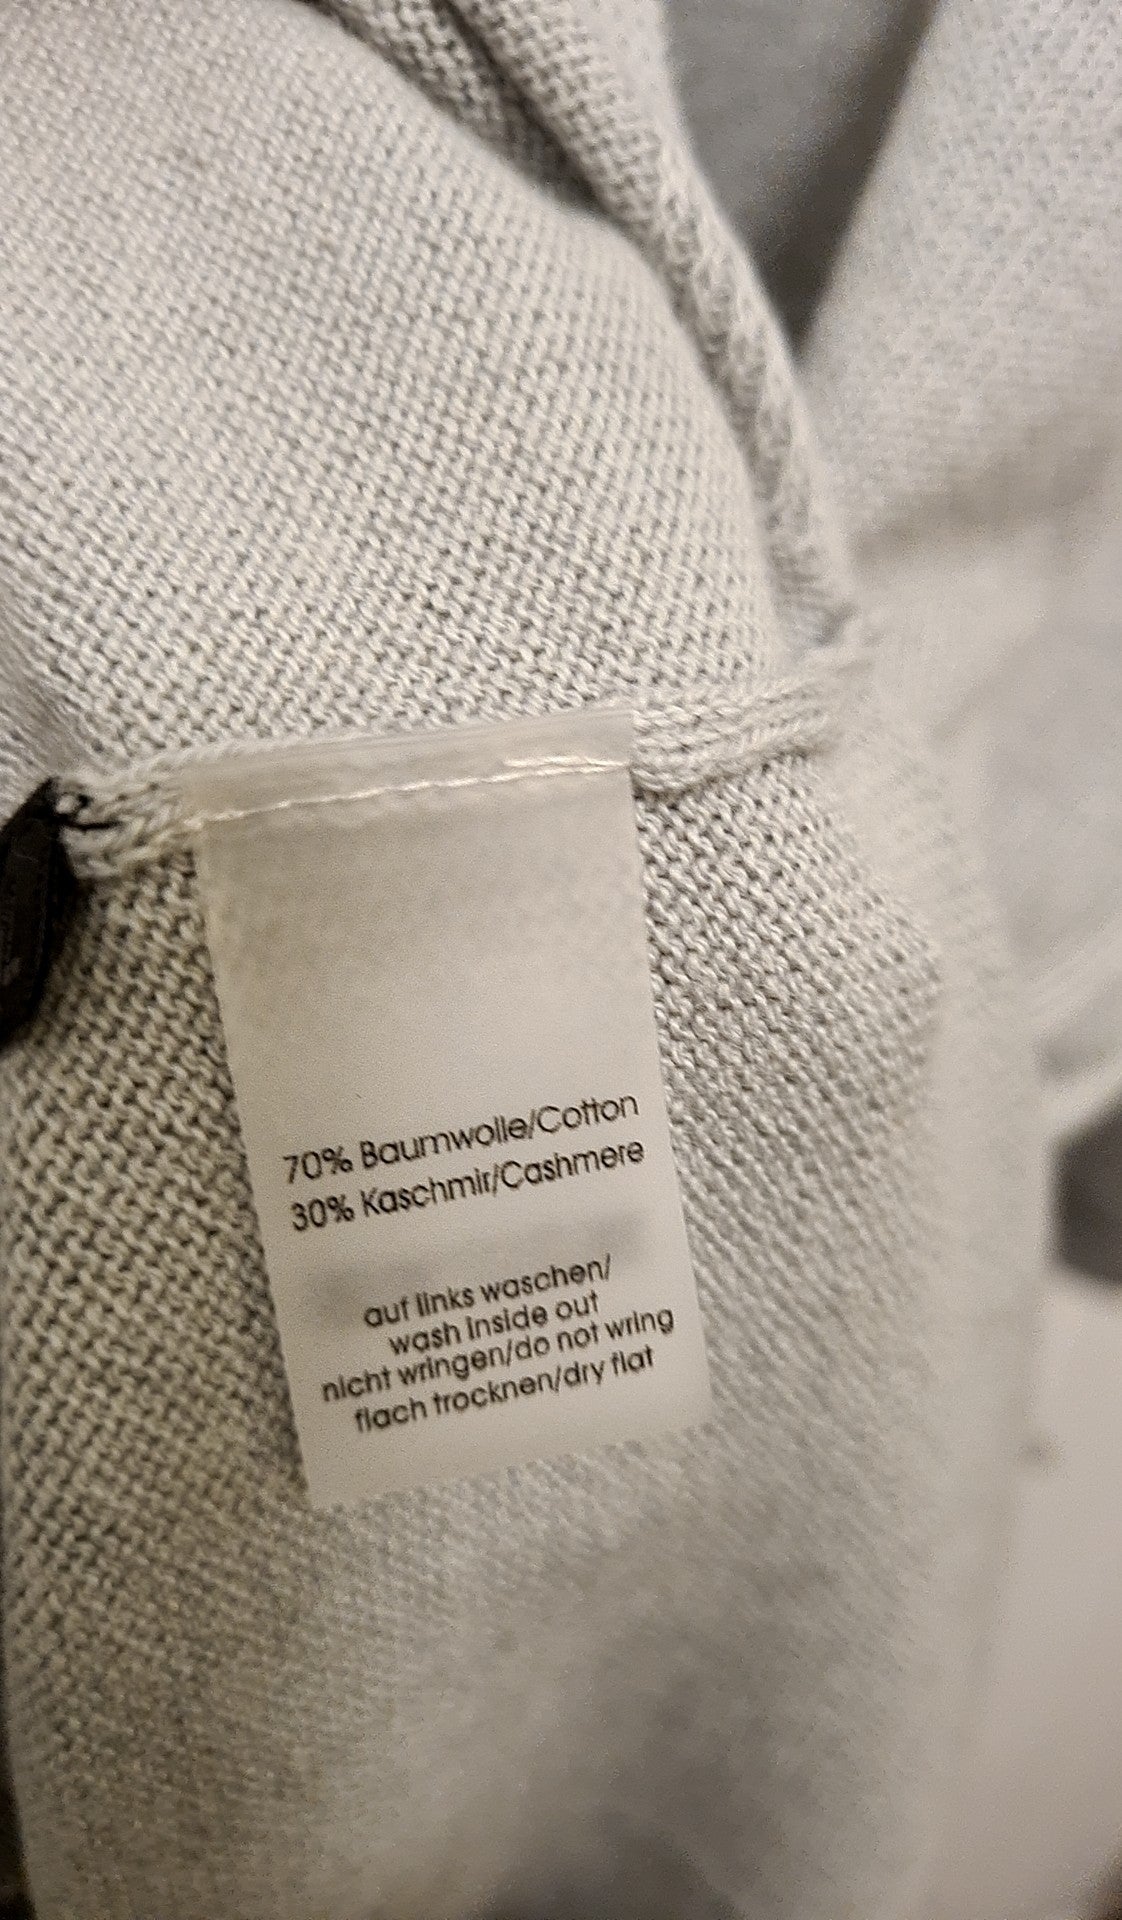 70% Baumwolle/Cotton
30% Kaschmir/Cashmere
auf links waschen/
wash inside out
nicht wringen/do not wring
flach trocknen/dry flat